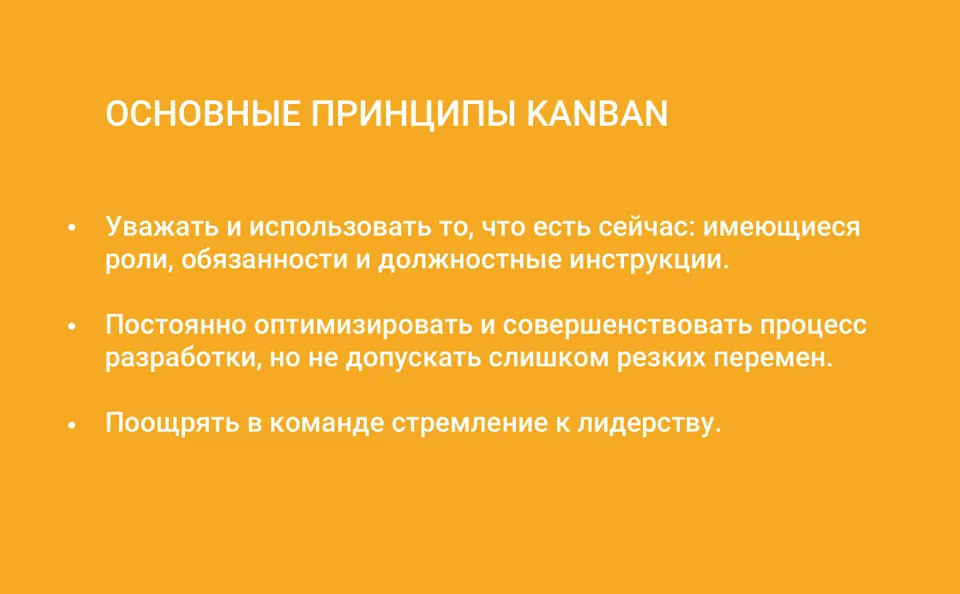 ОСНОВНЫЕ ПРИНЦИПЫ KANBAN
• Уважать и использовать то, что есть сейчас: имеющиеся
роли, обязанности и должностные инструкции.
• Постоянно оптимизировать и совершенствовать процесс
разработки, но не допускать слишком резких перемен.
• Поощрять в команде стремление к лидерству.